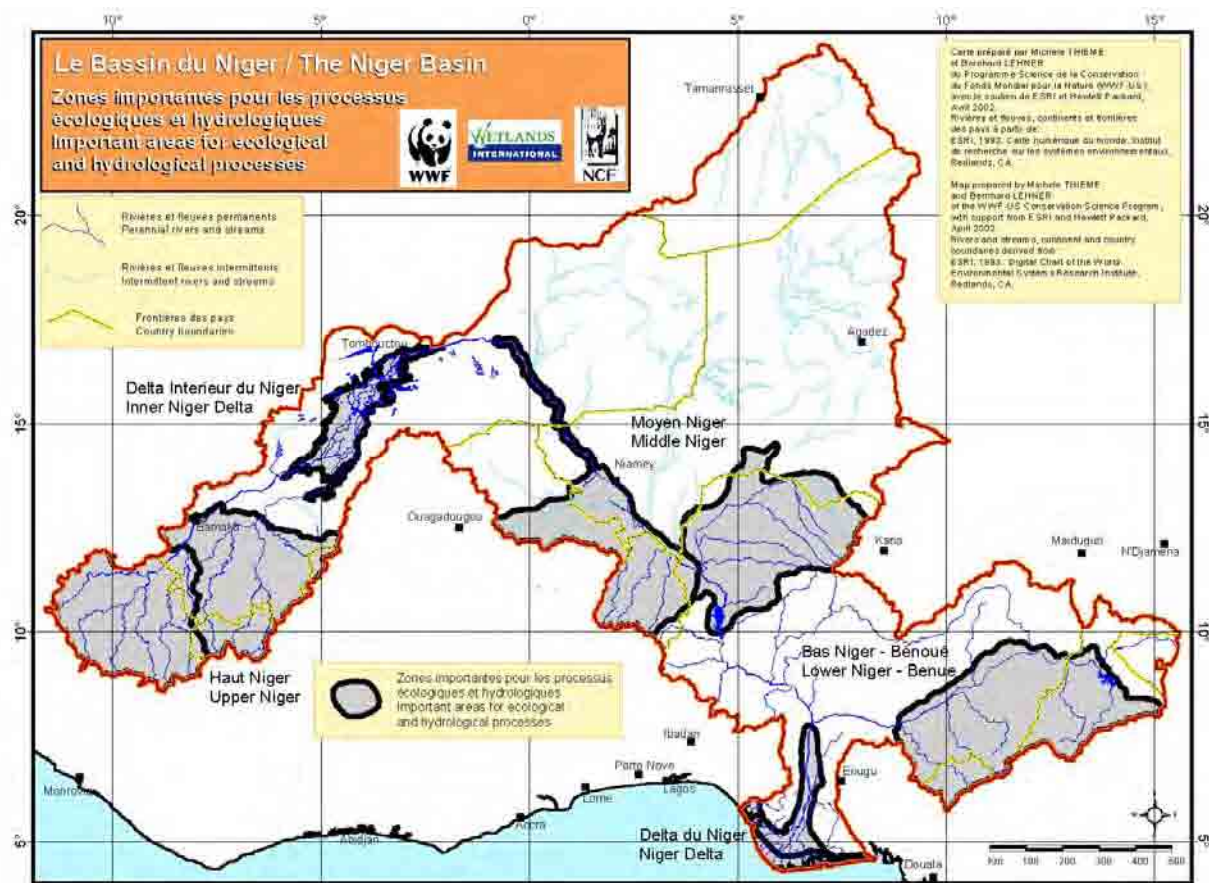 10° 5° 0° 5° 10° 15°
Le Bassin du Niger / The Niger Basin
Zones importantes pour les processus
écologiques et hydrologiques
Important areas for ecological
and hydrological processes
WWF
WETLANDS
INTERNATIONAL
NCF
Carte préparé par Michele THIEME
et Bernhard LEHNER
du Programme Science de la Conservation
du Fonds Mondial pour la Nature (WWF-US)
avec le soutien de ESRI et Hewlett Packard,
Avril 2002.
Rivières et fleuves, continents et frontières
des pays à partir de:
ESRI, 1993. Carte numérique du monde. Institut
de recherche sur les systèmes environnementaux,
Redlands, CA.
Map prepared by Michele THIEME
and Bernhard LEHNER
of the WWF-US Conservation Science Program,
with support from ESRI and Hewlett Packard,
April 2002.
Rivers and streams, continent and country
boundaries derived from
ESRI, 1993. Digital Chart of the World.
Environmental Systems Research Institute,
Redlands, CA.
Rivières et fleuves permanents
Perennial rivers and streams
Rivières et fleuves intermittents
Intermittent rivers and streams
Frontières des pays
Country boundaries
Tamanrasset
20° 20°
Agadez
Tombouctou
Delta Interieur du Niger
Inner Niger Delta
15° 15°
Moyen Niger
Middle Niger
Niamey
Ouagadougou
Bamako
Kano
Maiduguri
N'Djamena
10° 10°
Bas Niger - Bénoué
Lower Niger - Benue
Haut Niger
Upper Niger
Zones importantes pour les processus
écologiques et hydrologiques
Important areas for ecological
and hydrological processes
Ibadan
Porto Novo
Lagos
Enugu
Monrovia
Lome
Accra
Abidjan
5° 5°
Delta du Niger
Niger Delta
Douala
Km 100 200 300 400 500